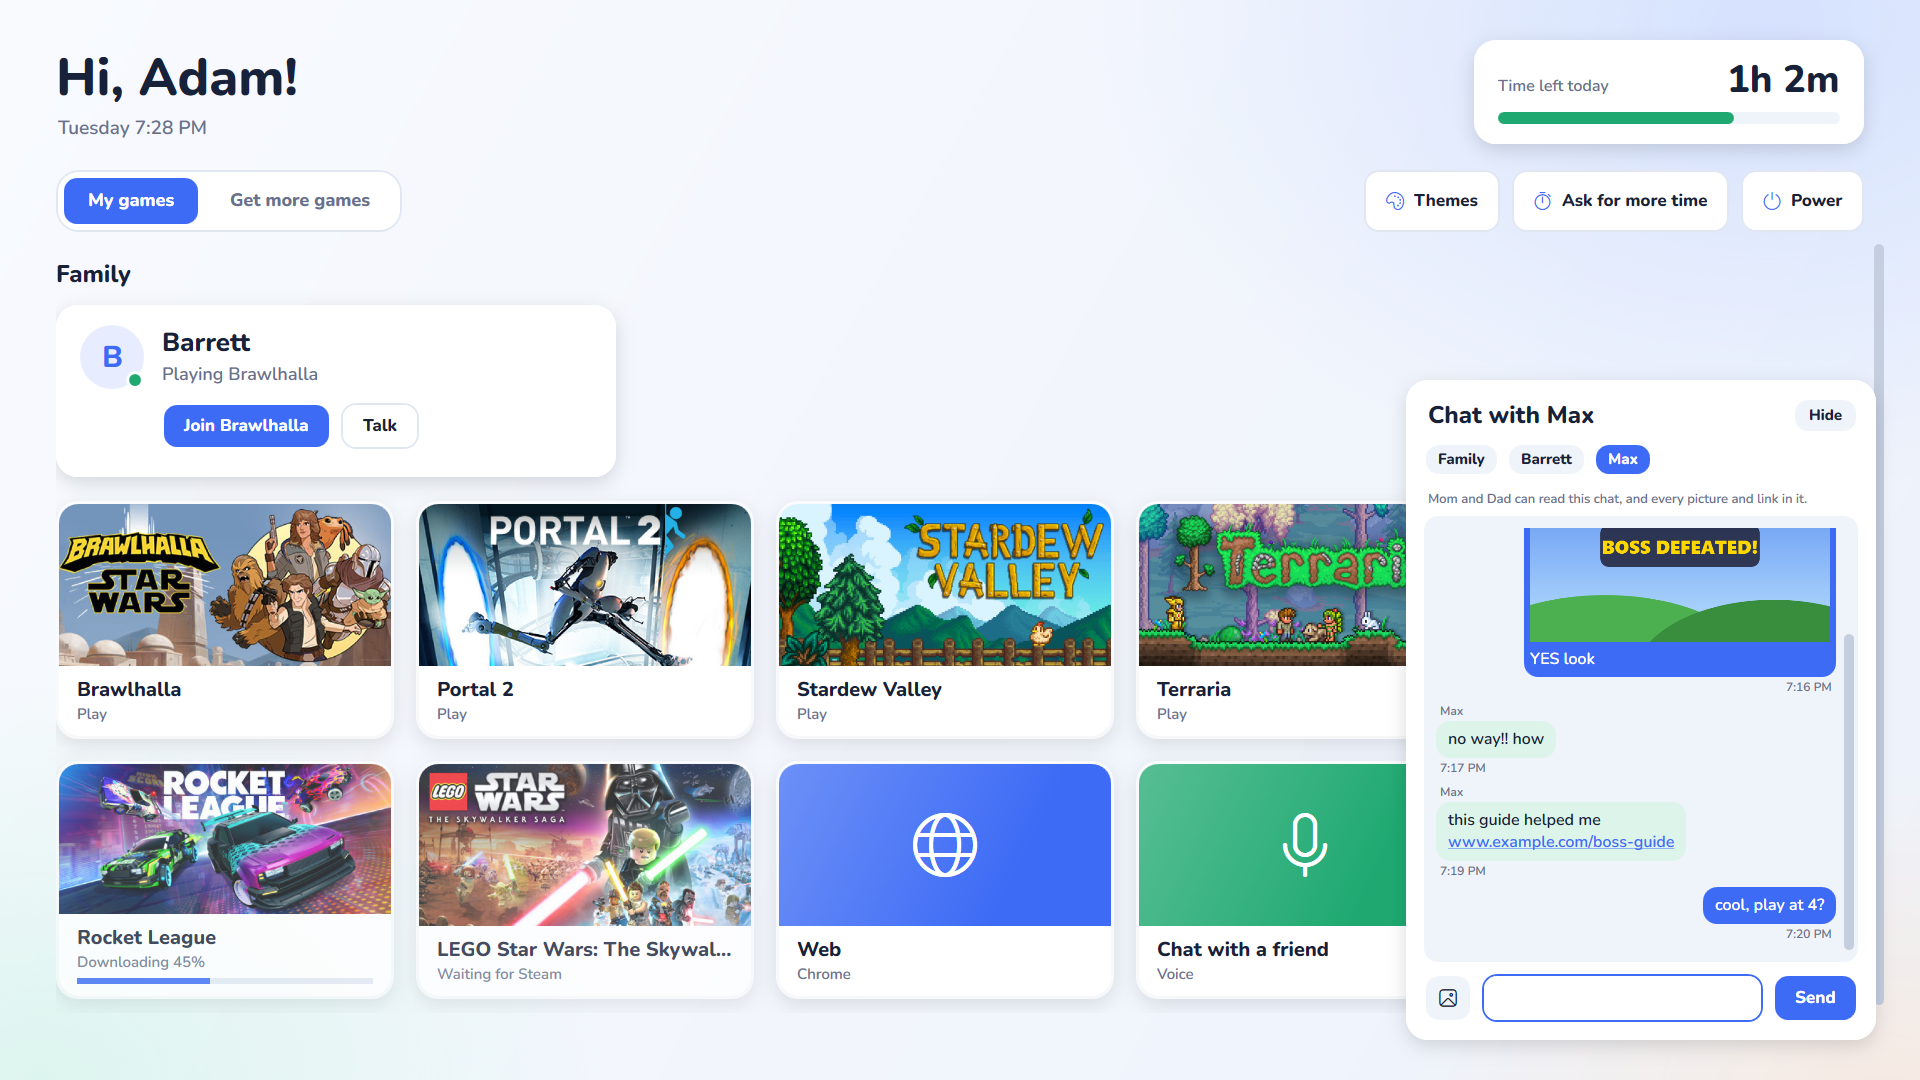 Hi, Adam!
Tuesday 7:28 PM
Time left today
1h 2m
My games
Get more games
Themes
Ask for more time
Power
Family
B
Barrett
Playing Brawlhalla
Join Brawlhalla
Talk
BRAWLHALLA
STAR
WARS
Brawlhalla
Play
PORTAL 2
Portal 2
Play
STARDEW
VALLEY
Stardew Valley
Play
Terraria
Terraria
Play
ROCKET
LEAGUE
Rocket League
Downloading 45%
LEGO
STAR
WARS
THE SKYWALKER SAGA
LEGO Star Wars: The Skywal...
Waiting for Steam
Web
Chrome
Chat with a friend
Voice
Chat with Max
Hide
Family
Barrett
Max
Mom and Dad can read this chat, and every picture and link in it.
BOSS DEFEATED!
YES look
7:16 PM
Max
no way!! how
7:17 PM
Max
this guide helped me
www.example.com/boss-guide
7:19 PM
cool, play at 4?
7:20 PM
Send